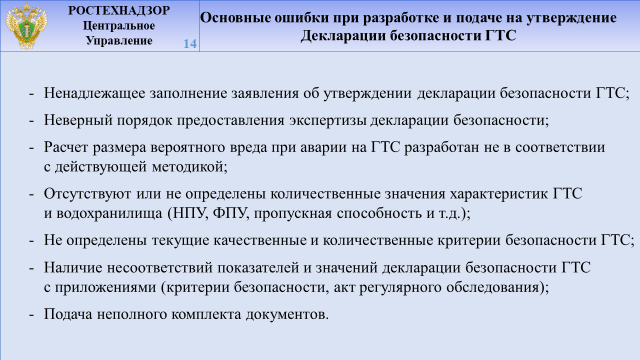 РОСТЕХНАДЗОР
Центральное
Управление
14
Основные ошибки при разработке и подаче на утверждение
Декларации безопасности ГТС
- Ненадлежащее заполнение заявления об утверждении декларации безопасности ГТС;
- Неверный порядок предоставления экспертизы декларации безопасности;
- Расчет размера вероятного вреда при аварии на ГТС разработан не в соответствии
с действующей методикой;
- Отсутствуют или не определены количественные значения характеристик ГТС
и водохранилища (НПУ, ФПУ, пропускная способность и т.д.);
- Не определены текущие качественные и количественные критерии безопасности ГТС;
- Наличие несоответствий показателей и значений декларации безопасности ГТС
с приложениями (критерии безопасности, акт регулярного обследования);
- Подача неполного комплекта документов.